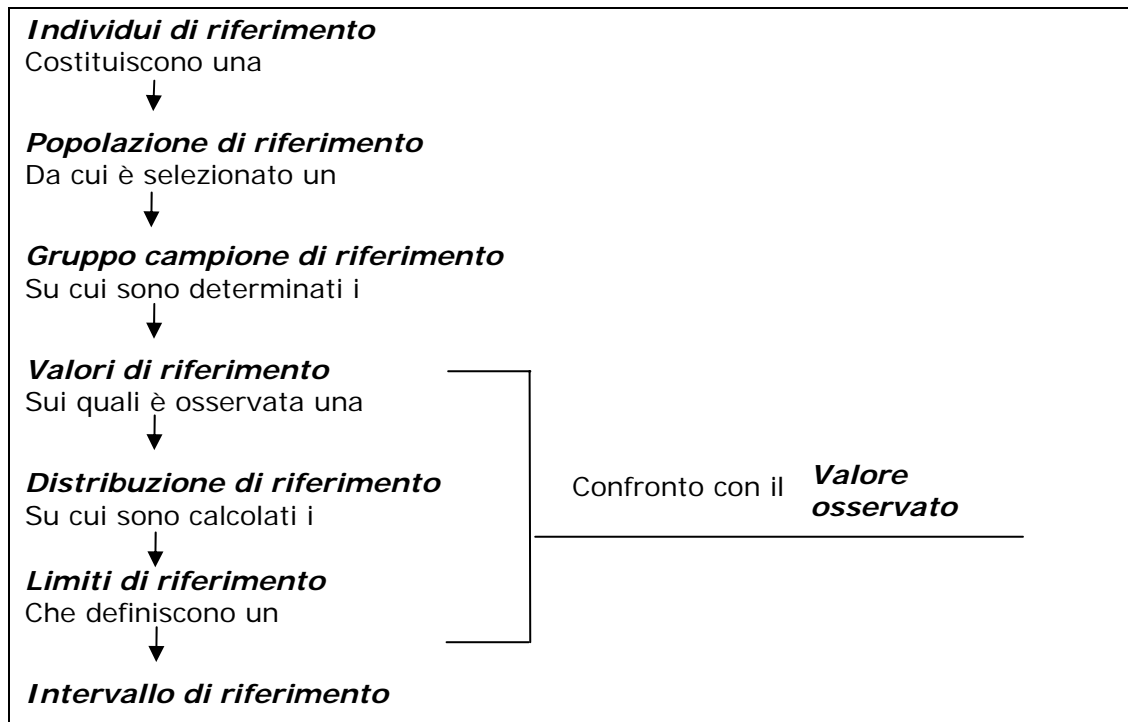 Individui di riferimento
Costituiscono una
Popolazione di riferimento
Da cui è selezionato un
Gruppo campione di riferimento
Su cui sono determinati i
Valori di riferimento
Sui quali è osservata una
Distribuzione di riferimento
Su cui sono calcolati i
Limiti di riferimento
Che definiscono un
Intervallo di riferimento
Confronto con il Valore
osservato